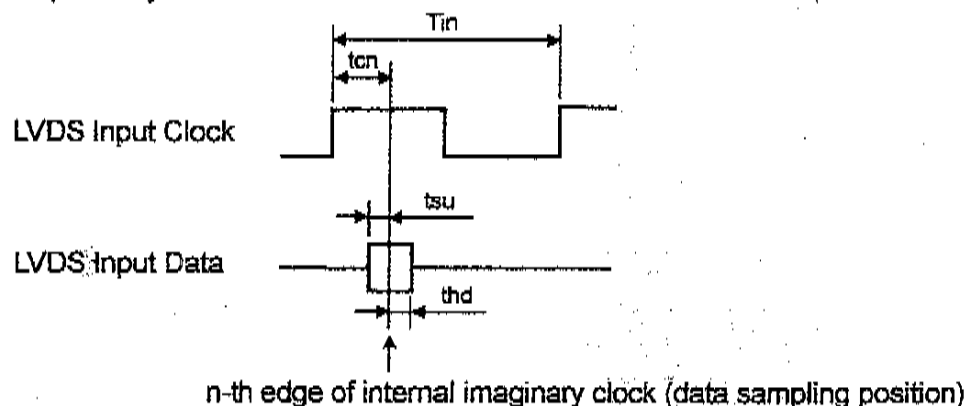 Tin
tcn
LVDS Input Clock
tsu
LVDS Input Data
thd
n-th edge of internal imaginary clock (data sampling position)